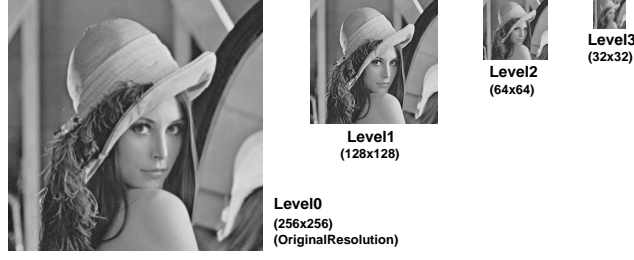 Level3
(32x32)
Level2
(64x64)
Level1
(128x128)
Level0
(256x256)
(OriginalResolution)